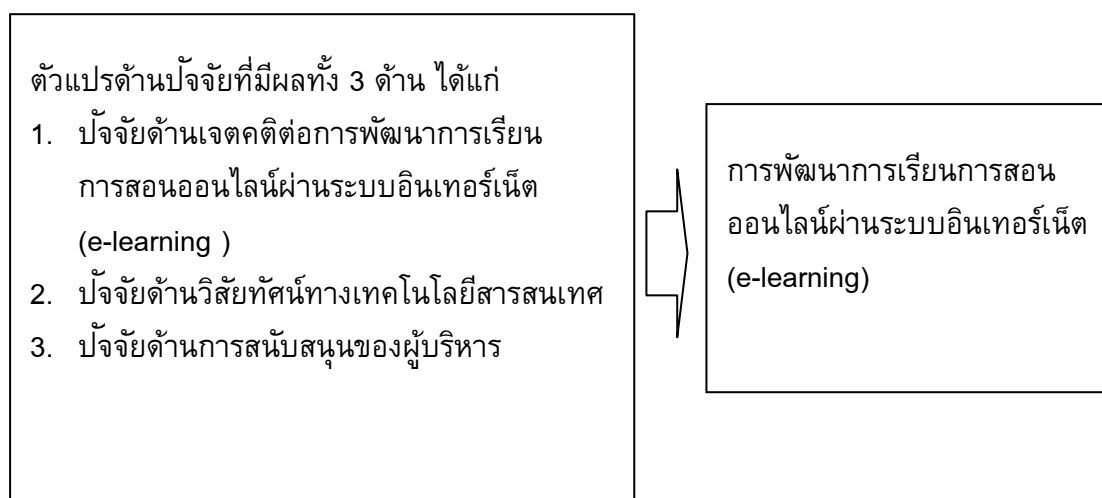 ตัวแปรด้านปัจจัยที่มีผลทั้ง 3 ด้าน ได้แก่
1. ปัจจัยด้านเจตคติต่อการพัฒนาการเรียน
การสอนออนไลน์ผ่านระบบอินเทอร์เน็ต
(e-learning )
2. ปัจจัยด้านวิสัยทัศน์ทางเทคโนโลยีสารสนเทศ
3. ปัจจัยด้านการสนับสนุนของผู้บริหาร
การพัฒนาการเรียนการสอน
ออนไลน์ผ่านระบบอินเทอร์เน็ต
(e-learning)